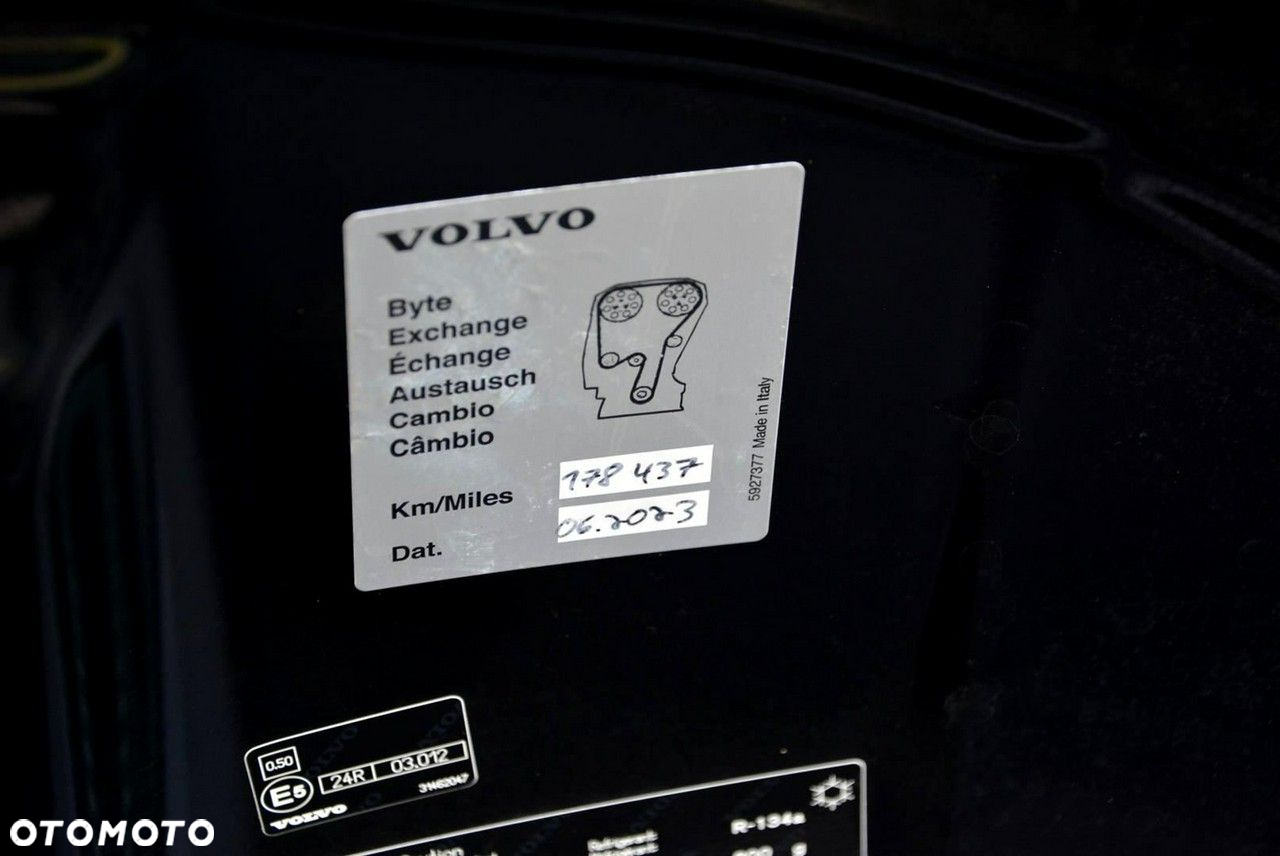 VOLVO
Byte
Exchange
Échange
Austausch
Cambio
Câmbio
Km/Miles 178 437
Dat. 06.2023
5927377 Made in Italy
0.50
E5 24R 03.012
VOLVO
R-134a
OTOMOTO